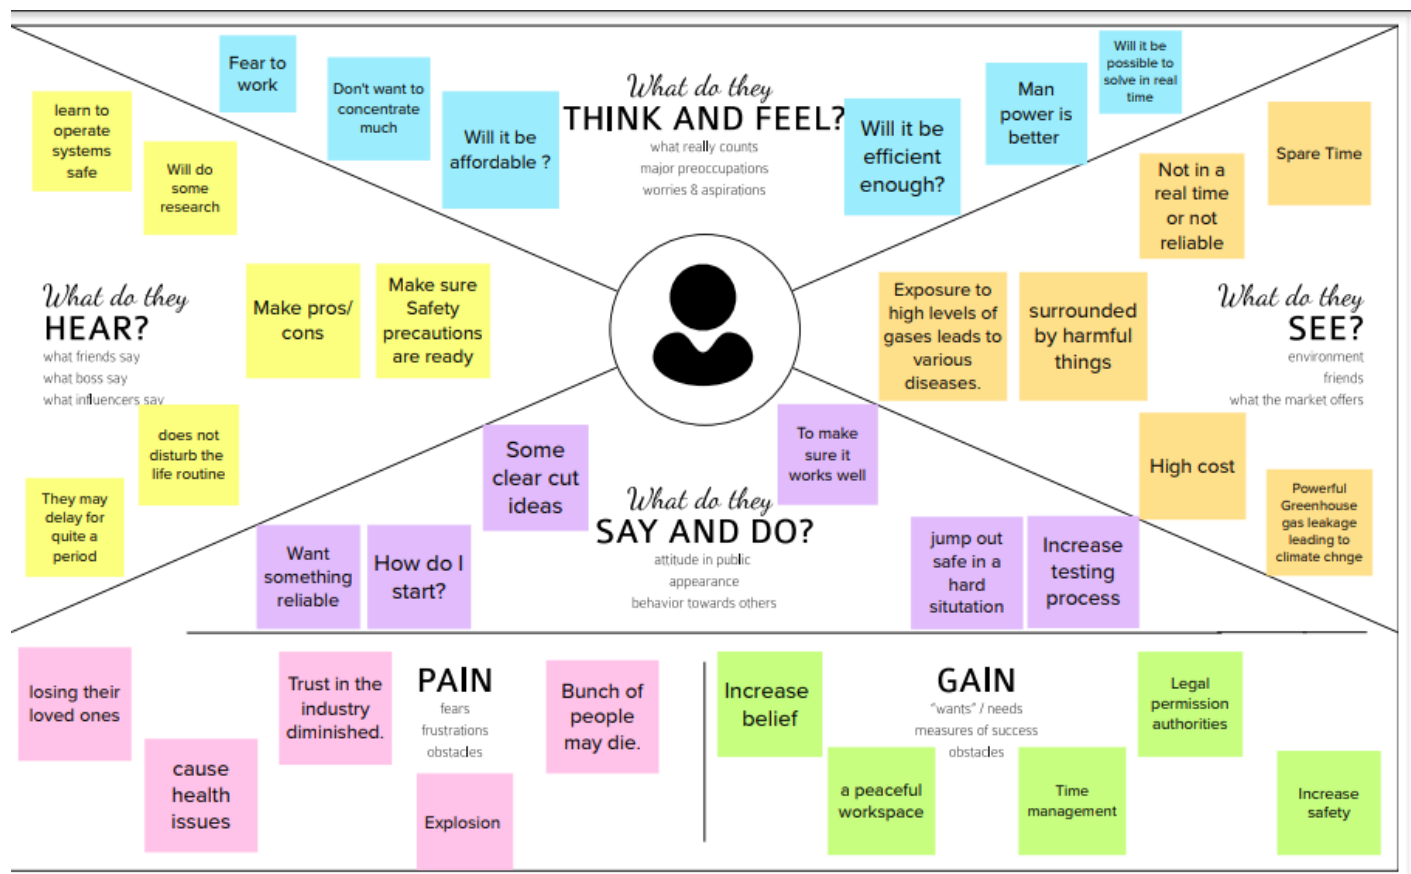 Fear to
work
Don't want to
concentrate
much
Will it be
affordable ?
What do they
THINK AND FEEL?
what really counts
major preoccupations
worries & aspirations
Will it be
efficient
enough?
Man
power is
better
Will it be
possible to
solve in real
time
learn to
operate
systems
safe
Will do
some
research
Make pros/
cons
Make sure
Safety
precautions
are ready
What do they
HEAR?
what friends say
what boss say
what influencers say
does not
disturb the
life routine
They may
delay for
quite a
period
Spare Time
Not in a
real time
or not
reliable
Exposure to
high levels of
gases leads to
various
diseases.
surrounded
by harmful
things
What do they
SEE?
environment
friends
what the market offers
High cost
Powerful
Greenhouse
gas leakage
leading to
climate chnge
Some
clear cut
ideas
To make
sure it
works well
What do they
SAY AND DO?
attitude in public
appearance
behavior towards others
Want
something
reliable
How do I
start?
jump out
safe in a
hard
situtation
Increase
testing
process
losing their
loved ones
cause
health
issues
Trust in the
industry
diminished.
PAIN
fears
frustrations
obstacles
Explosion
Bunch of
people
may die.
Increase
belief
GAIN
"wants" / needs
measures of success
obstacles
a peaceful
workspace
Time
management
Legal
permission
authorities
Increase
safety